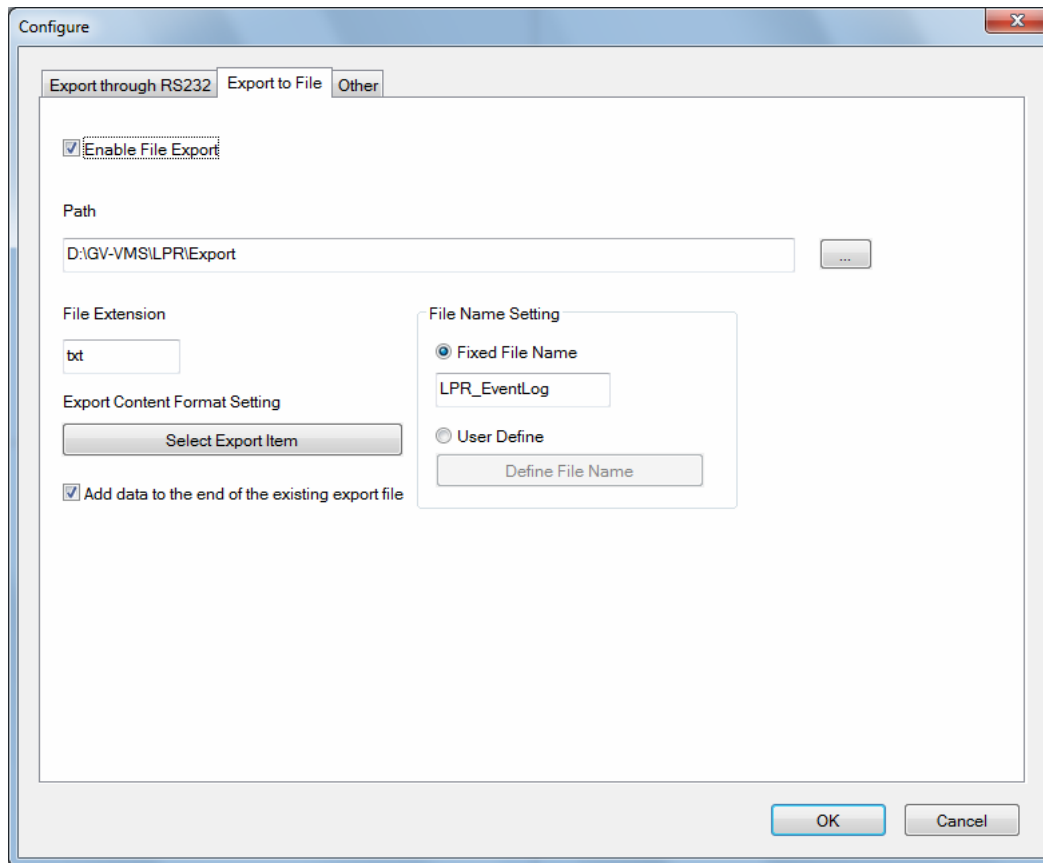 Configure
Export through RS232
Export to File
Other
Enable File Export
Path
D:\GV-VMS\LPR\Export
...
File Extension
txt
Export Content Format Setting
Select Export Item
Add data to the end of the existing export file
File Name Setting
Fixed File Name
LPR_EventLog
User Define
Define File Name
OK
Cancel